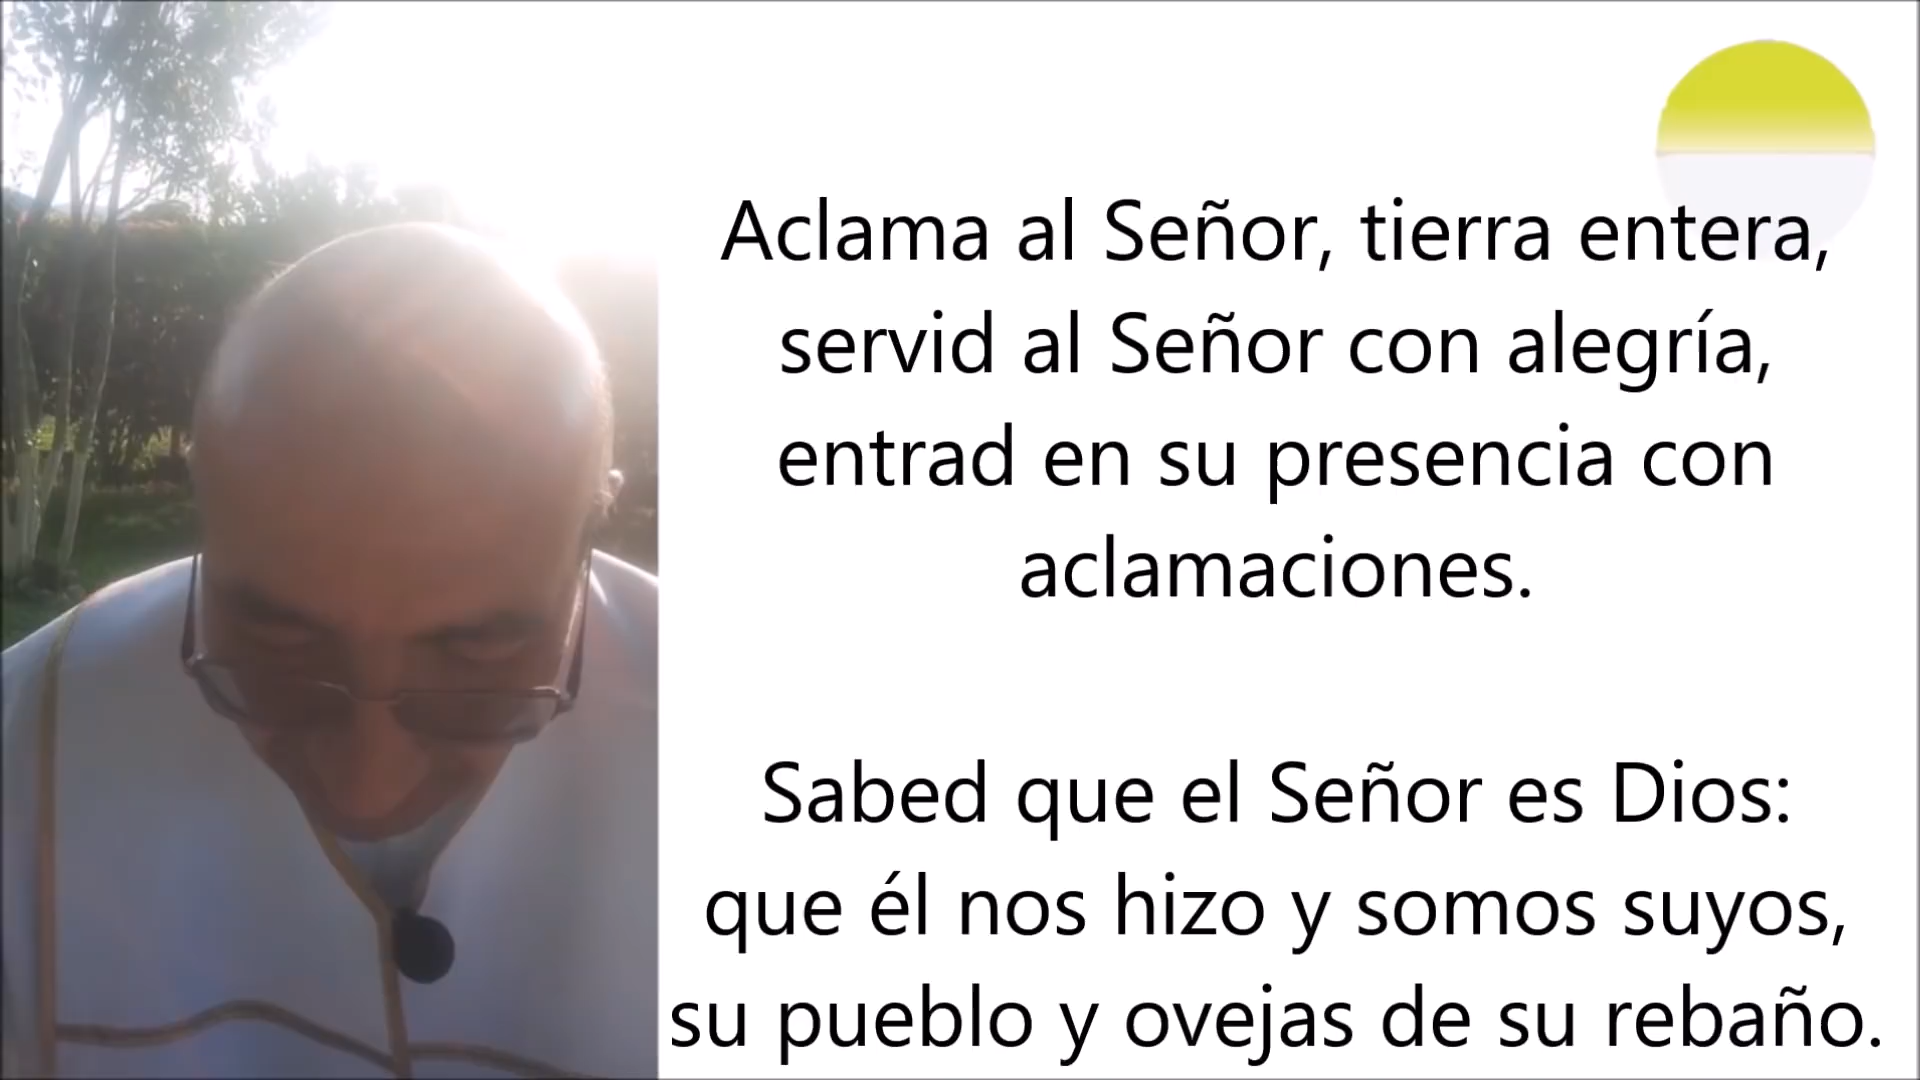 Aclama al Señor, tierra entera,
servid al Señor con alegría,
entrad en su presencia con
aclamaciones.
Sabed que el Señor es Dios:
que él nos hizo y somos suyos,
su pueblo y ovejas de su rebaño.